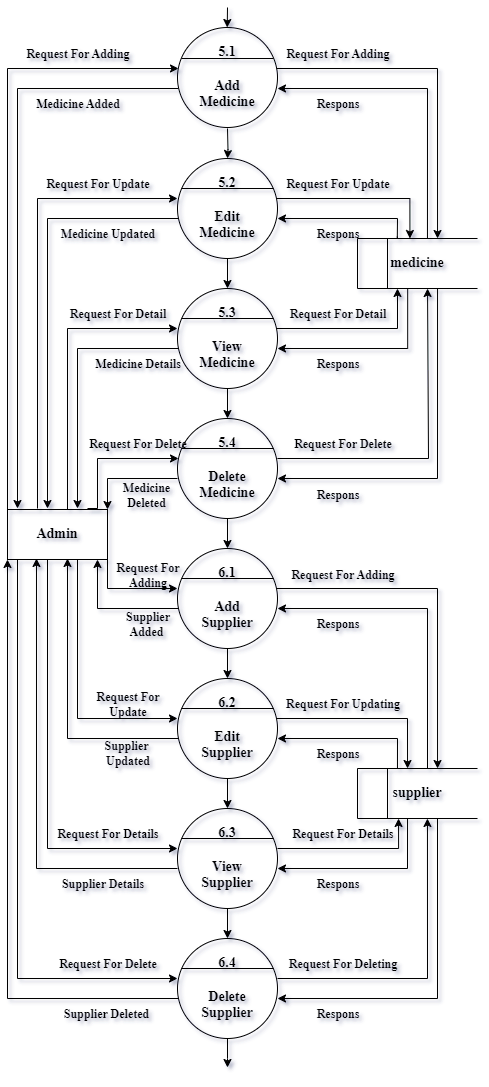 5.1
Request For Adding
Request For Adding
Add
Medicine
Medicine Added
Respons
5.2
Request For Update
Request For Update
Edit
Medicine
Medicine Updated
Respons
medicine
5.3
Request For Detail
Request For Detail
View
Medicine
Medicine Details
Respons
5.4
Request For Delete
Request For Delete
Delete
Medicine
Medicine
Deleted
Respons
Admin
6.1
Request For
Adding
Request For Adding
Add
Supplier
Supplier
Added
Respons
6.2
Request For
Update
Request For Updating
Edit
Supplier
Supplier
Updated
Respons
supplier
6.3
Request For Details
Request For Details
View
Supplier
Supplier Details
Respons
6.4
Request For Delete
Request For Deleting
Delete
Supplier
Supplier Deleted
Respons